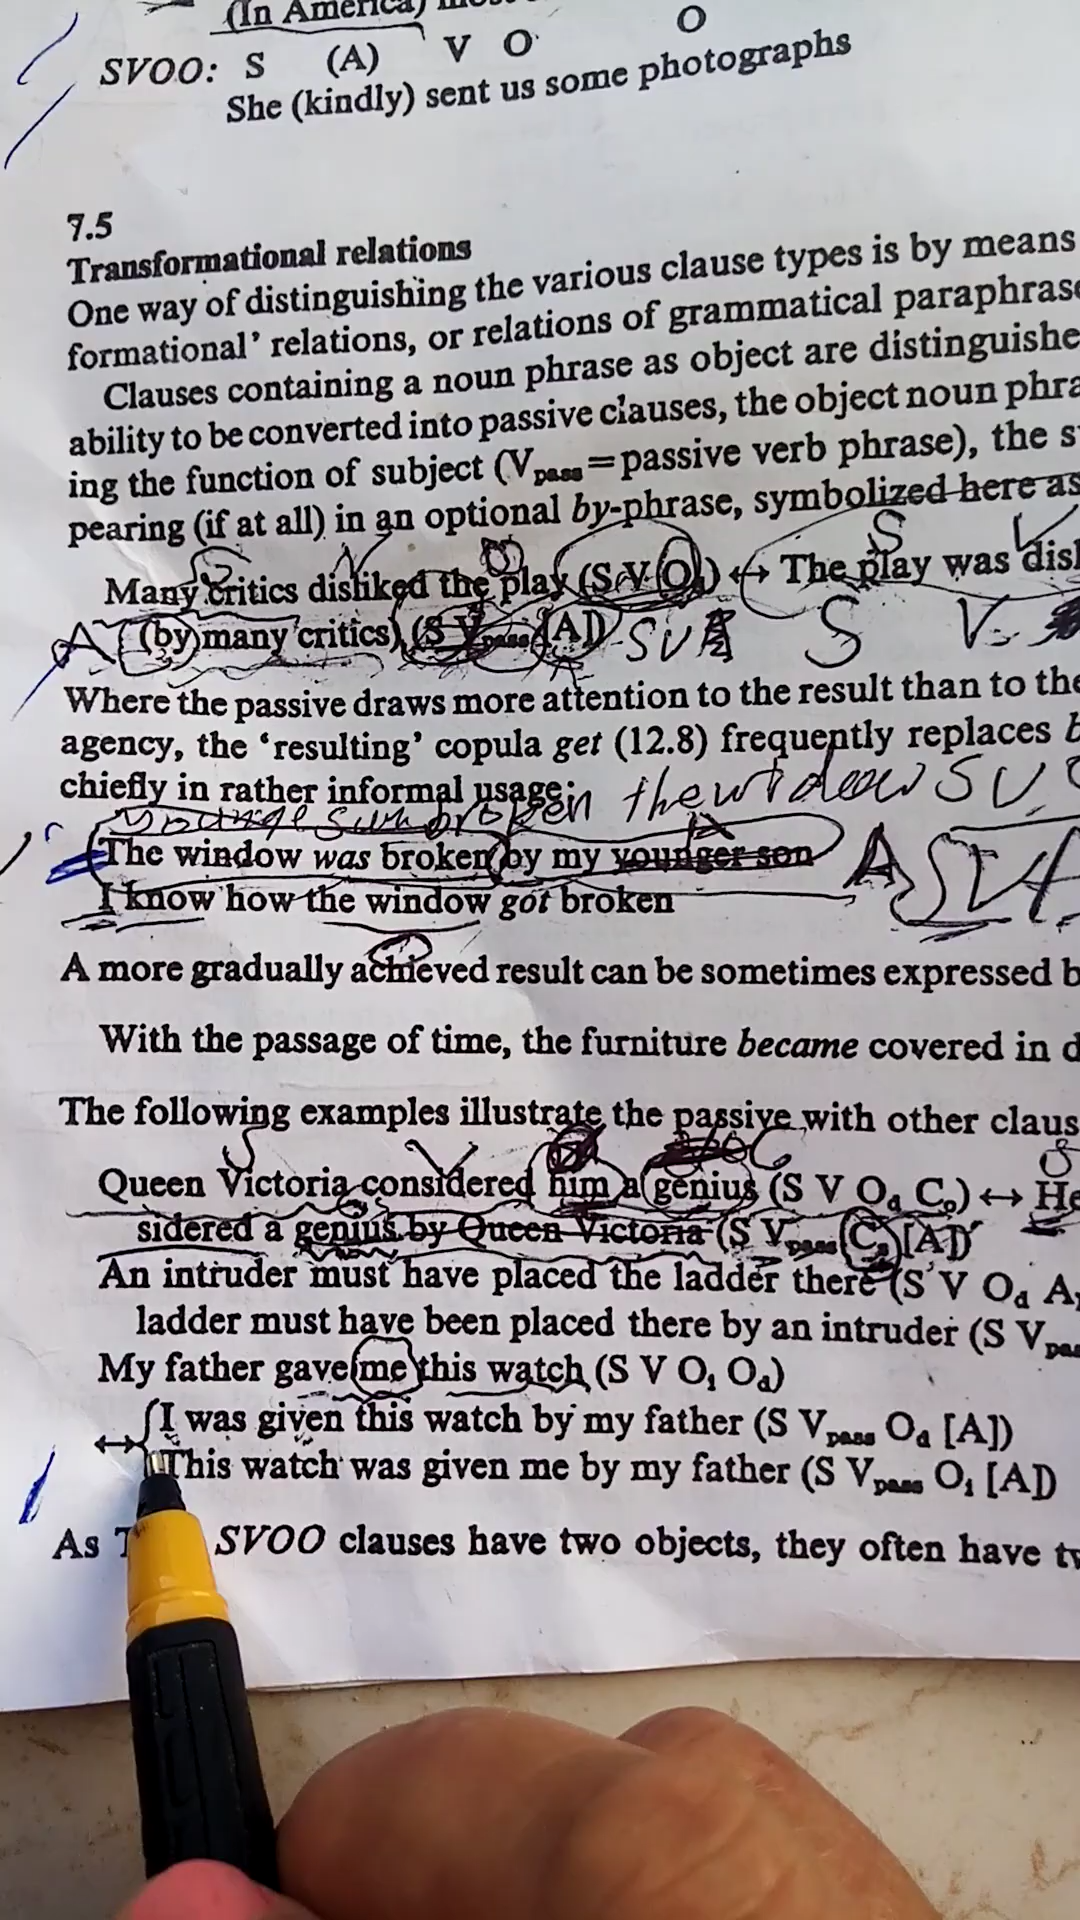 (In America)
S (A) V O O
SVOO: She (kindly) sent us some photographs
7.5
Transformational relations
One way of distinguishing the various clause types is by means
formational' relations, or relations of grammatical paraphrase
Clauses containing a noun phrase as object are distinguishe
ability to be converted into passive clauses, the object noun phra
ing the function of subject (Vpass=passive verb phrase), the s
pearing (if at all) in an optional by-phrase, symbolized here as
S V O S V
Many critics disliked the play (S V Od) ↔ The play was disl
A (by many critics) (S Vpass [A]) SVA S V
Where the passive draws more attention to the result than to the
agency, the 'resulting' copula get (12.8) frequently replaces b
chiefly in rather informal usage:
broken the widow SV
The window was broken by my younger son A SVA
I know how the window got broken
A more gradually achieved result can be sometimes expressed b
With the passage of time, the furniture became covered in d
The following examples illustrate the passive with other claus
S V C S
Queen Victoria considered him a genius (S V Od Co) ↔ He
sidered a genius by Queen Victoria (S Vpass Cs [A])
An intruder must have placed the ladder there (S V Od A
ladder must have been placed there by an intruder (S Vpas
My father gave me this watch (S V Oi Od)
I was given this watch by my father (S Vpass Od [A])
↔
This watch was given me by my father (S Vpass Oi [A])
As SVOO clauses have two objects, they often have tw